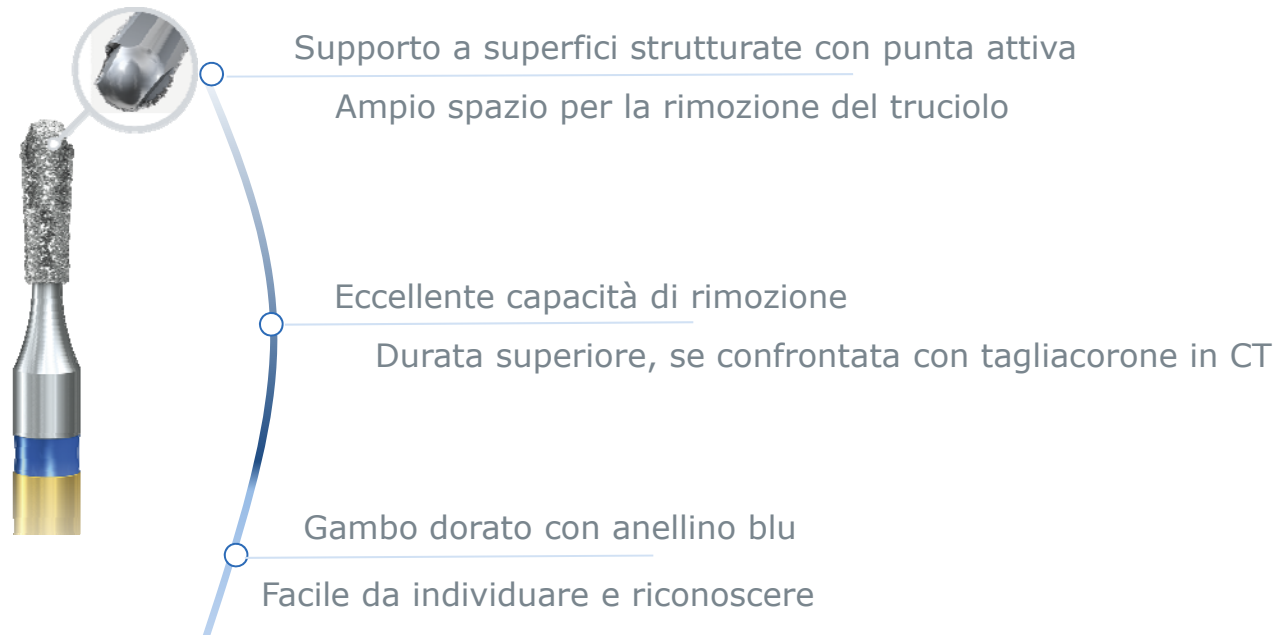 Supporto a superfici strutturate con punta attiva
Ampio spazio per la rimozione del truciolo
Eccellente capacità di rimozione
Durata superiore, se confrontata con tagliacorone in CT
Gambo dorato con anellino blu
Facile da individuare e riconoscere